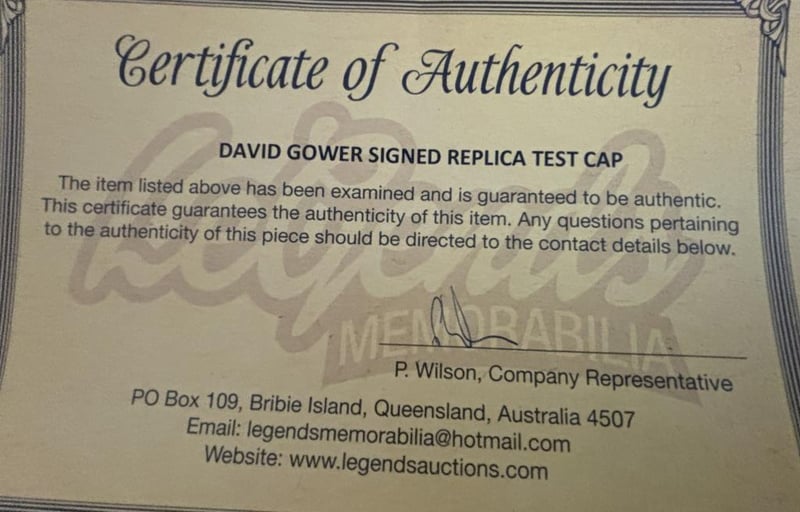 Certificate of Authenticity
DAVID GOWER SIGNED REPLICA TEST CAP
The item listed above has been examined and is guaranteed to be authentic.
This certificate guarantees the authenticity of this item. Any questions pertaining
to the authenticity of this piece should be directed to the contact details below.
Legends
MEMORABILIA
P. Wilson, Company Representative
PO Box 109, Bribie Island, Queensland, Australia 4507
Email: legendsmemorabilia@hotmail.com
Website: www.legendsauctions.com